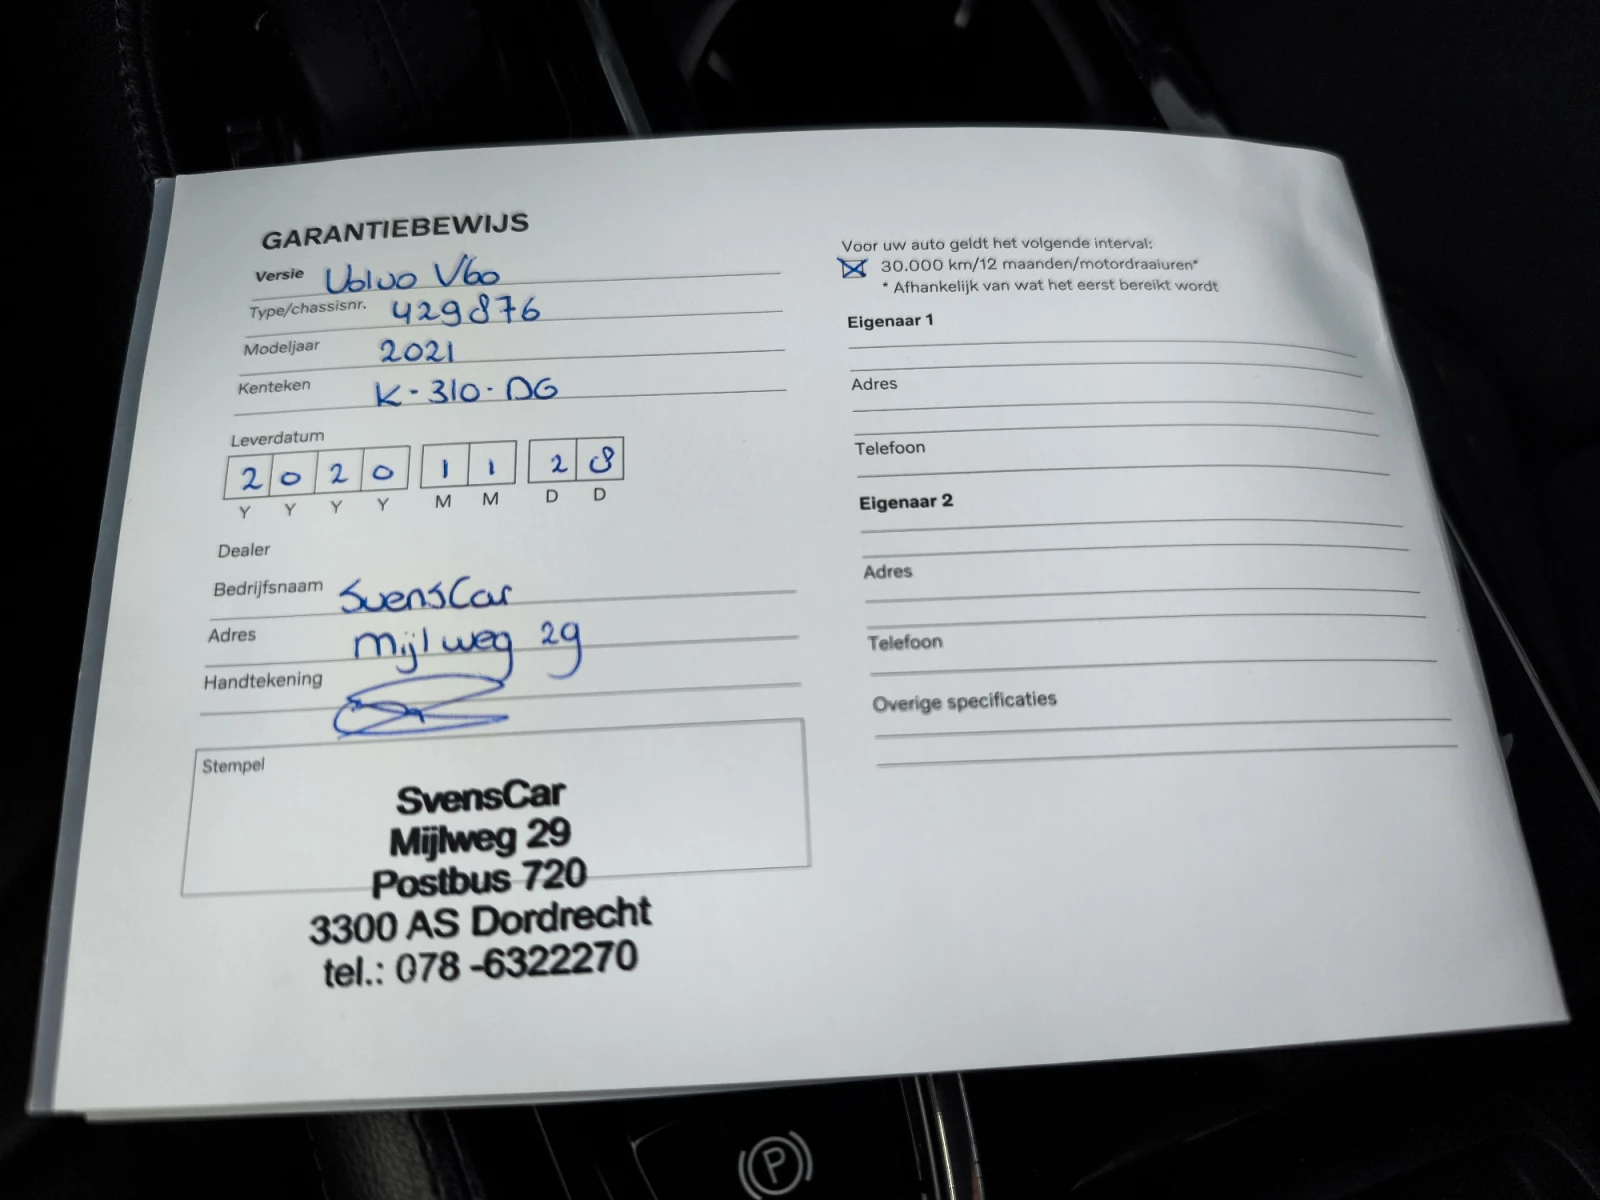 GARANTIEBEWIJS
Versie Volvo V60
Type/chassisnr. 429876
Modeljaar 2021
Kenteken K-310-DG
Leverdatum
2 0 2 0 1 1 2 8
Y Y Y Y M M D D
Dealer
Bedrijfsnaam SvensCar
Adres Mijlweg 29
Handtekening
Stempel
SvensCar
Mijlweg 29
Postbus 720
3300 AS Dordrecht
tel.: 078 -6322270
Voor uw auto geldt het volgende interval:
30.000 km/12 maanden/motordraaiuren*
* Afhankelijk van wat het eerst bereikt wordt
Eigenaar 1
Adres
Telefoon
Eigenaar 2
Adres
Telefoon
Overige specificaties
P